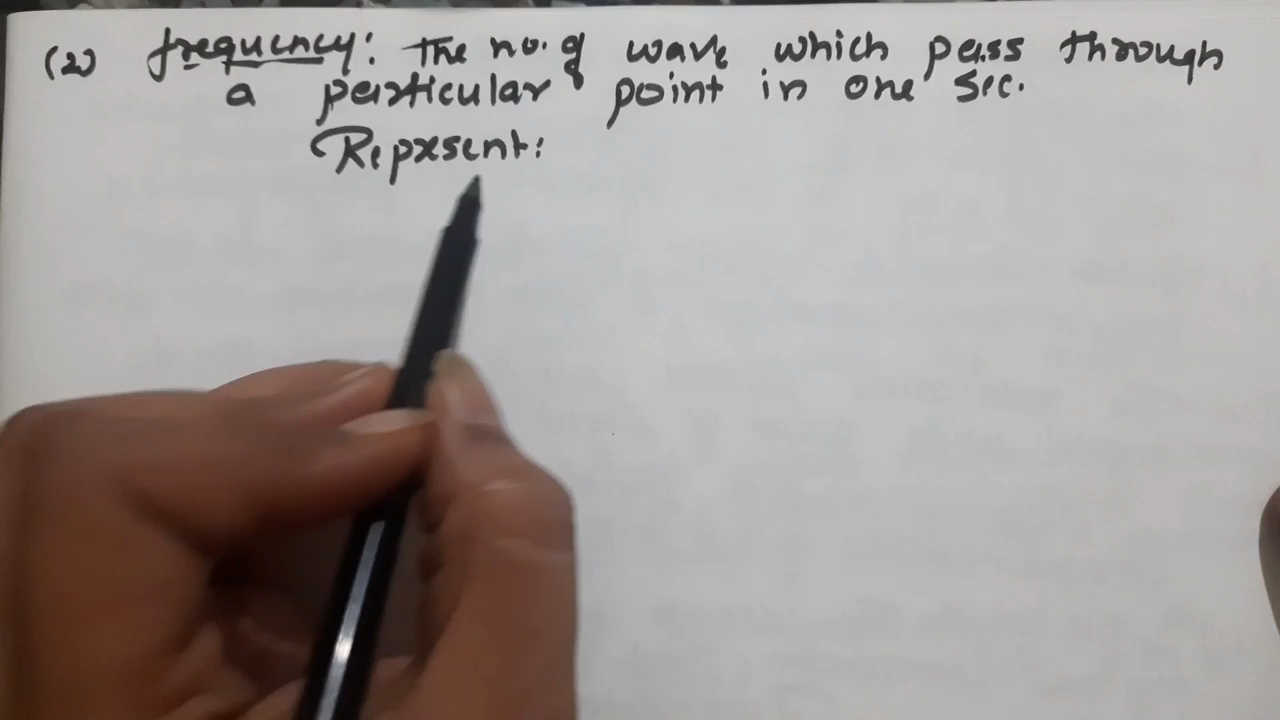 (2) frequency: The no. of wave which pass through
a particular point in one sec.
Represent: